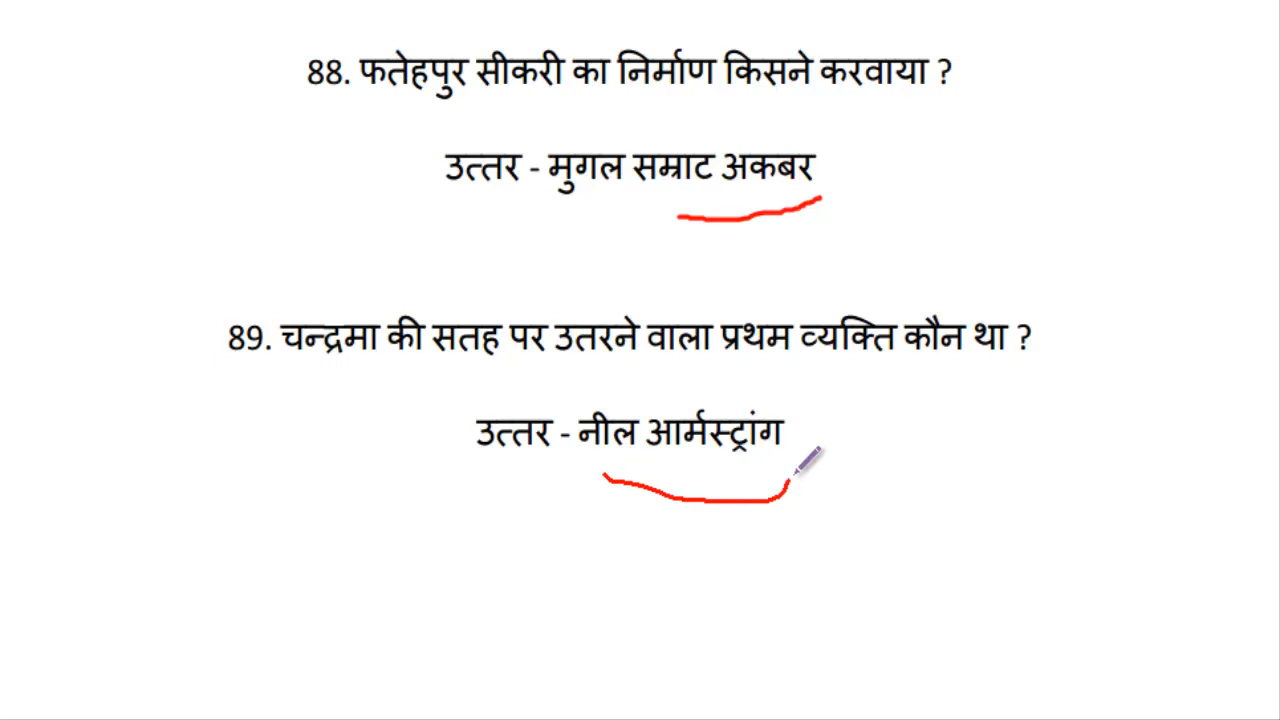 88. फतेहपुर सीकरी का निर्माण किसने करवाया ?
उत्तर - मुगल सम्राट अकबर
89. चन्द्रमा की सतह पर उतरने वाला प्रथम व्यक्ति कौन था ?
उत्तर - नील आर्मस्ट्रांग